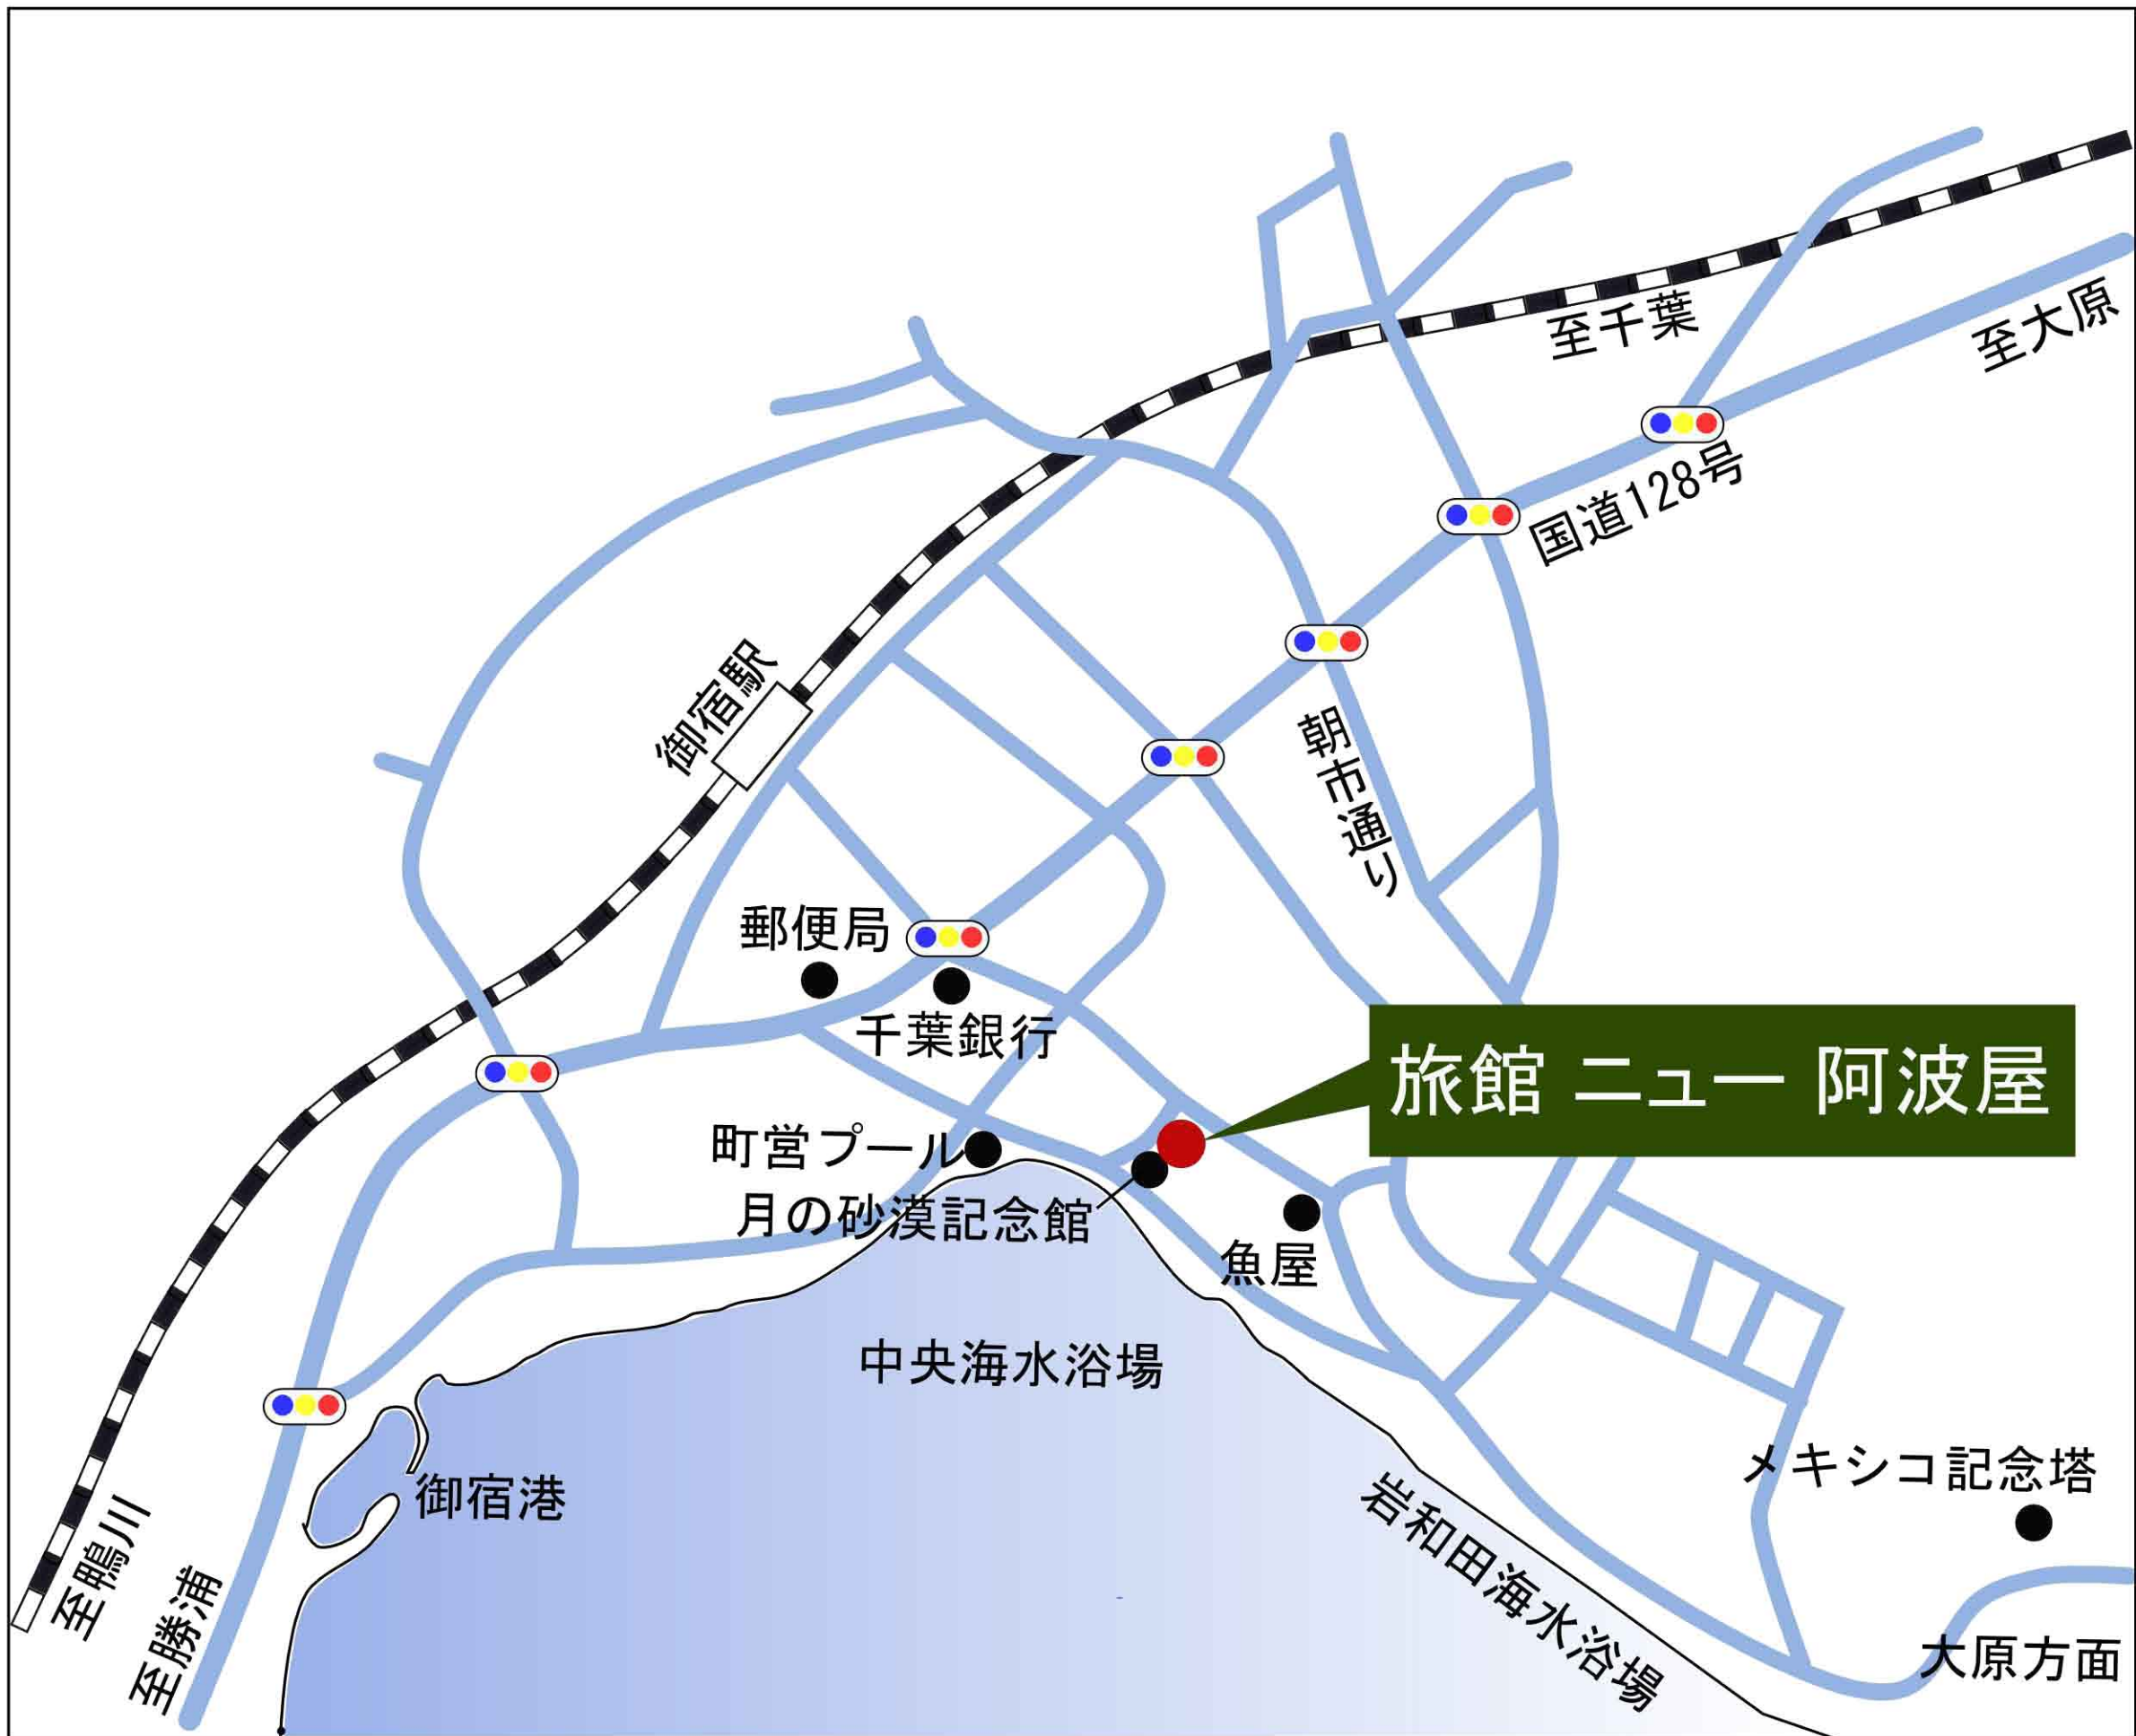 至千葉
至大原
国道128号
御宿駅
朝市通り
郵便局
千葉銀行
旅館 ニュー 阿波屋
町営プール
月の砂漠記念館
魚屋
中央海水浴場
御宿港
メキシコ記念塔
岩和田海水浴場
至鴨川
至勝浦
大原方面